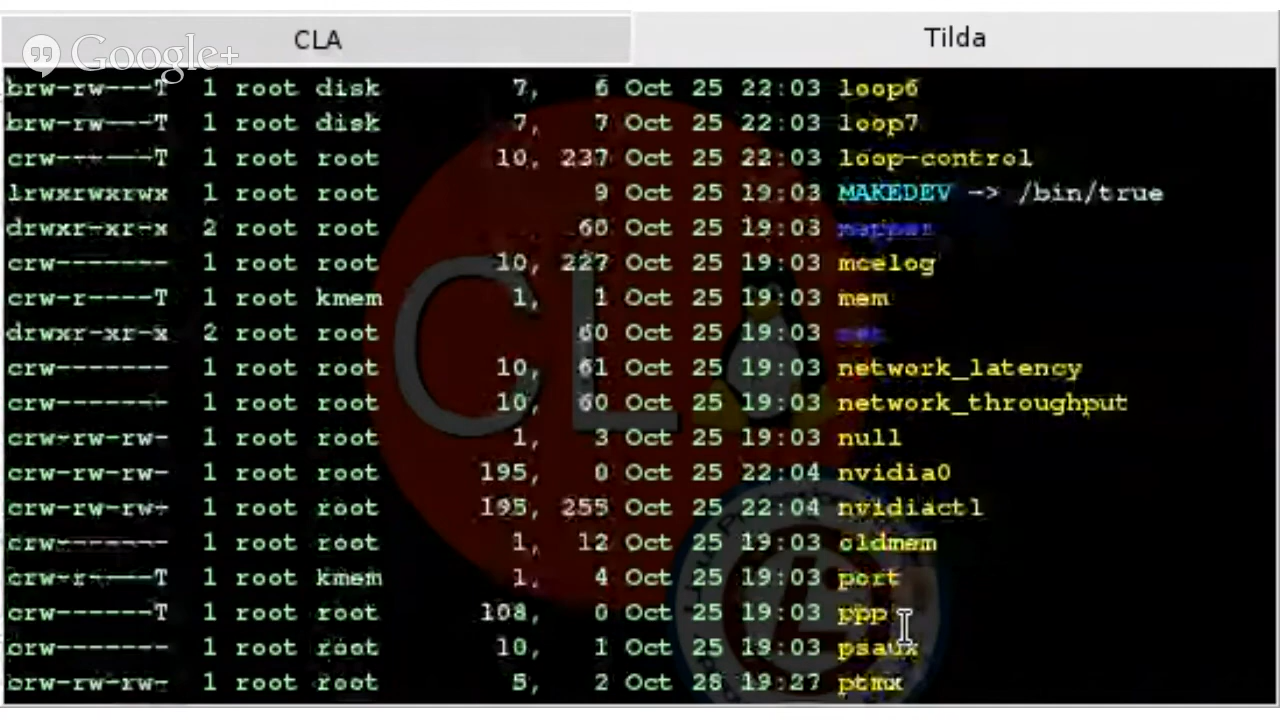 CLA
Tilda
Google+
brw-rw---T 1 root disk 7, 6 Oct 25 22:03 loop6
brw-rw---T 1 root disk 7, 7 Oct 25 22:03 loop7
crw-------T 1 root root 10, 237 Oct 25 22:03 loop-control
lrwxrwxrwx 1 root root 9 Oct 25 19:03 MAKEDEV -> /bin/true
drwxr-xr-x 2 root root 60 Oct 25 19:03 mapper
crw------- 1 root root 10, 227 Oct 25 19:03 mcelog
crw-r----T 1 root kmem 1, 1 Oct 25 19:03 mem
drwxr-xr-x 2 root root 60 Oct 25 19:03 net
crw------- 1 root root 10, 61 Oct 25 19:03 network_latency
crw------- 1 root root 10, 60 Oct 25 19:03 network_throughput
crw-rw-rw- 1 root root 1, 3 Oct 25 19:03 null
crw-rw-rw- 1 root root 195, 0 Oct 25 22:04 nvidia0
crw-rw-rw- 1 root root 195, 255 Oct 25 22:04 nvidiactl
crw------- 1 root root 1, 12 Oct 25 19:03 oldmem
crw-r----T 1 root kmem 1, 4 Oct 25 19:03 port
crw------T 1 root root 108, 0 Oct 25 19:03 ppp
crw------- 1 root root 10, 1 Oct 25 19:03 psaux
crw-rw-rw- 1 root root 5, 2 Oct 28 19:27 ptmx
CL